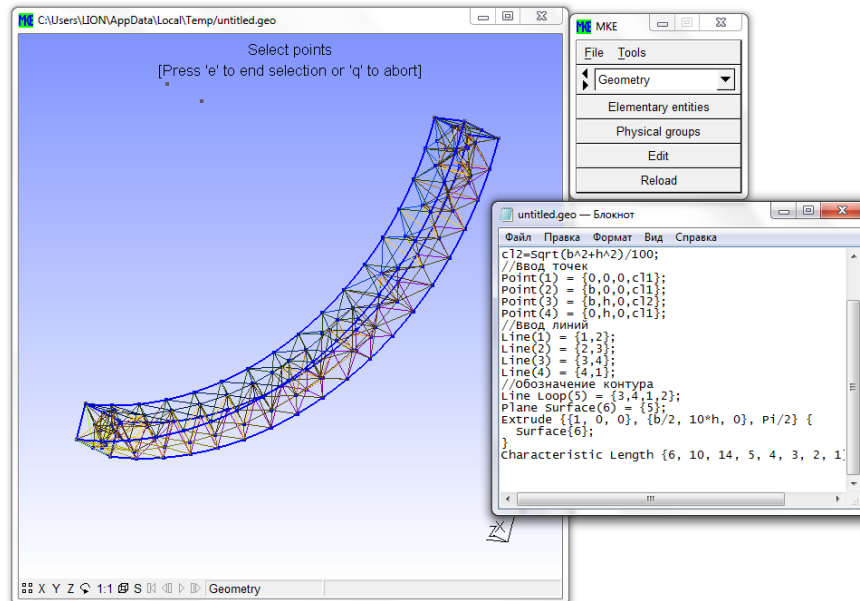 C:\Users\LION\AppData\Local\Temp/untitled.geo
Select points
[Press 'e' to end selection or 'q' to abort]
X Y Z 1:1 S Geometry
MKE
File Tools
Geometry
Elementary entities
Physical groups
Edit
Reload
untitled.geo — Блокнот
Файл Правка Формат Вид Справка
cl2=Sqrt(b^2+h^2)/100;
//Ввод точек
Point(1) = {0,0,0,cl1};
Point(2) = {b,0,0,cl1};
Point(3) = {b,h,0,cl2};
Point(4) = {0,h,0,cl1};
//Ввод линий
Line(1) = {1,2};
Line(2) = {2,3};
Line(3) = {3,4};
Line(4) = {4,1};
//Обозначение контура
Line Loop(5) = {3,4,1,2};
Plane Surface(6) = {5};
Extrude {{1, 0, 0}, {b/2, 10*h, 0}, Pi/2} {
Surface{6};
}
Characteristic Length {6, 10, 14, 5, 4, 3, 2, 1